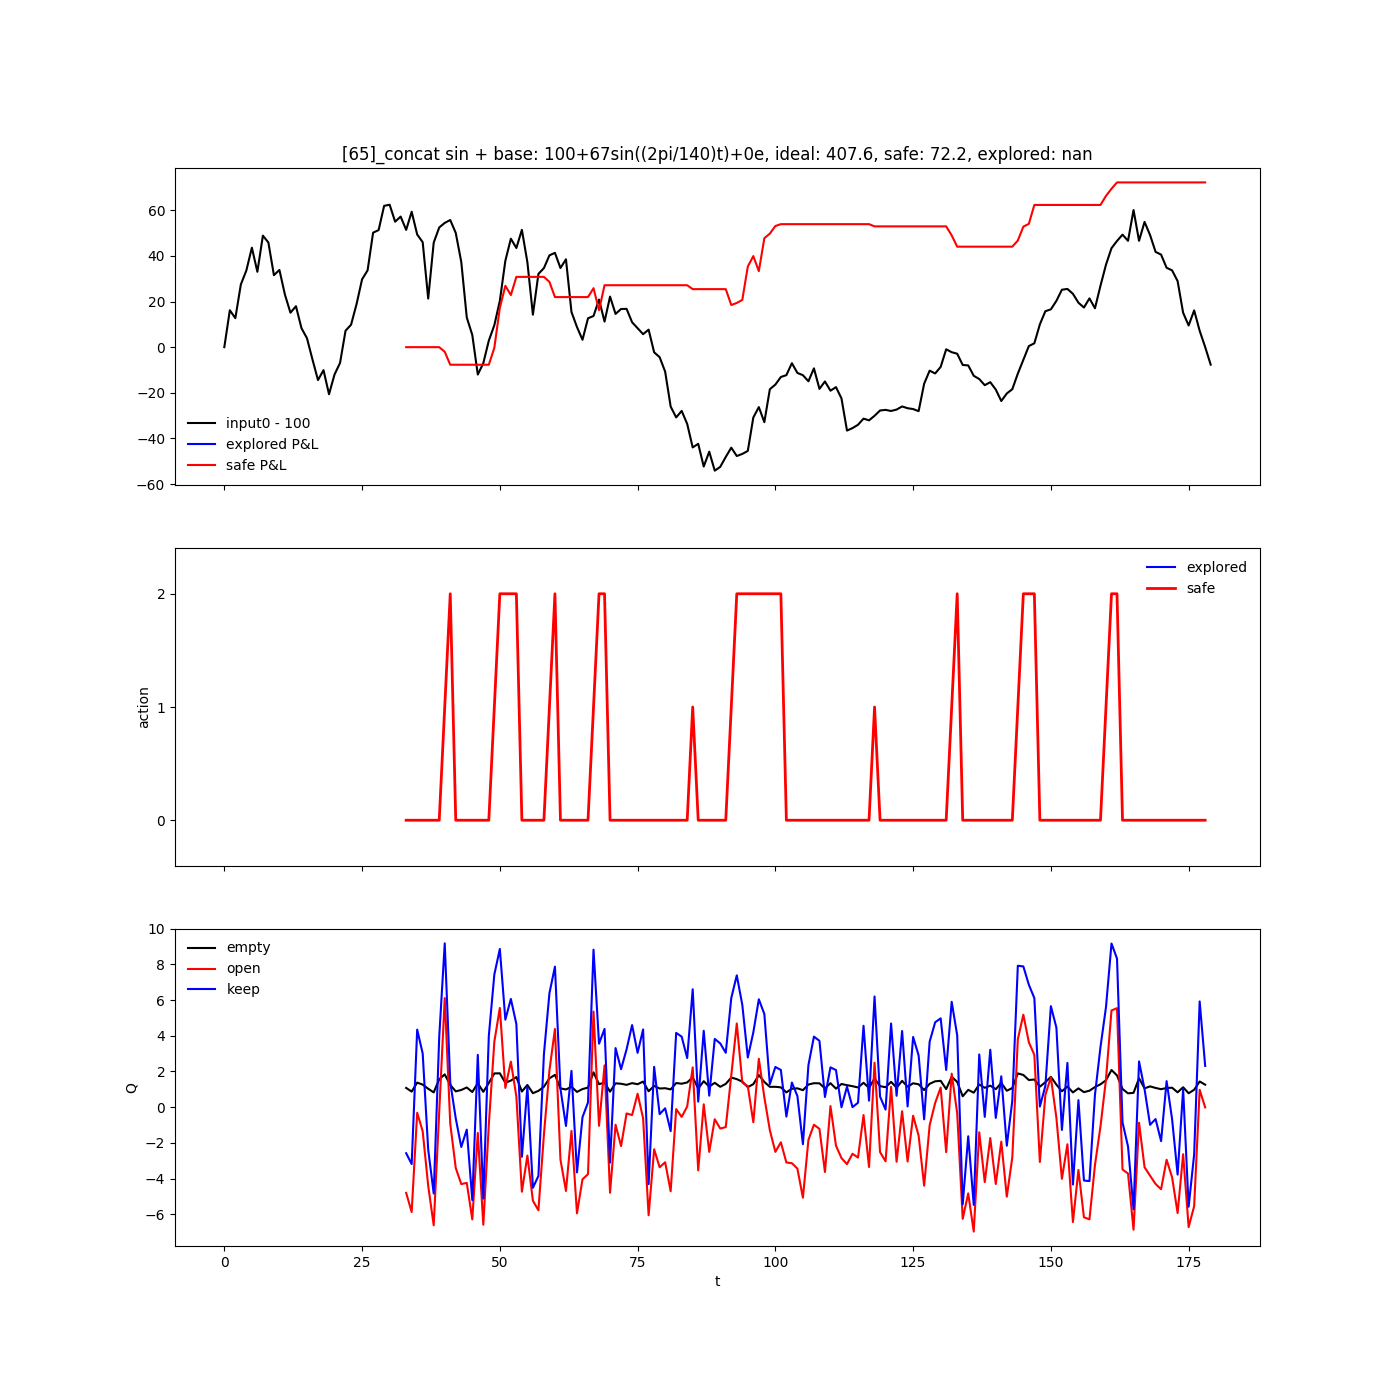 [65]_concat sin + base: 100+67sin((2pi/140)t)+0e, ideal: 407.6, safe: 72.2, explored: nan
60
40
20
0
−20
−40
−60
input0 - 100
explored P&L
safe P&L
action
2
1
0
explored
safe
Q
10
8
6
4
2
0
−2
−4
−6
empty
open
keep
0 25 50 75 100 125 150 175
t